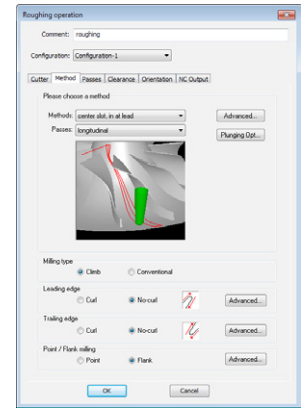 Roughing operation
Comment: roughing
Configuration: Configuration-1
Cutter Method Passes Clearance Orientation NC Output
Please choose a method
Methods: center slot, in at lead Advanced...
Passes: longitudinal Plunging Opt...
Milling type
Climb Conventional
Leading edge
Curl No-curl Advanced...
Trailing edge
Curl No-curl Advanced...
Point / Flank milling
Point Flank Advanced...
OK Cancel